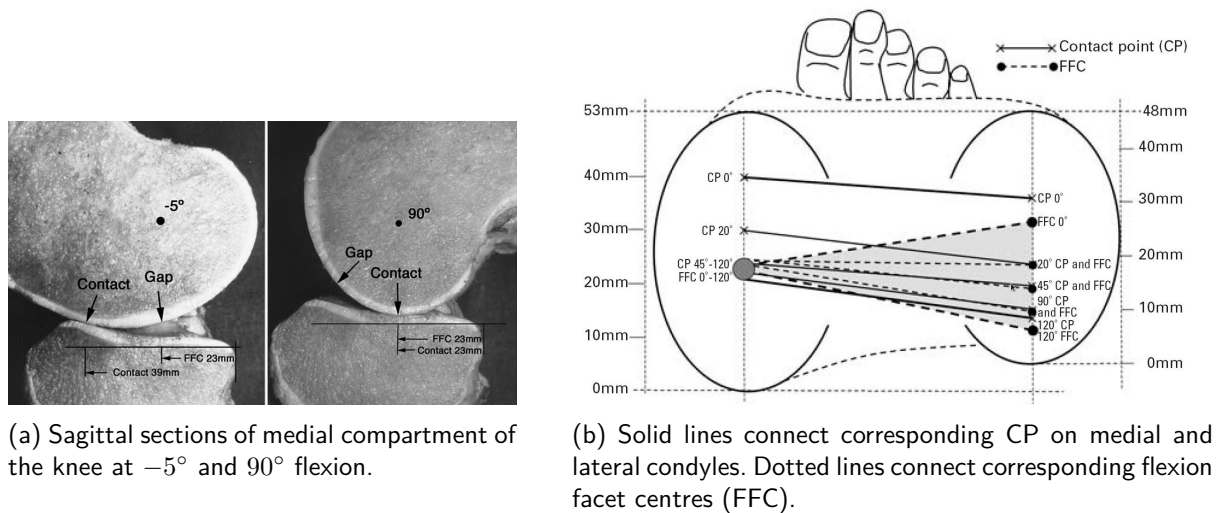 -5º
Contact
Gap
FFC 23mm
Contact 39mm
90º
Gap
Contact
FFC 23mm
Contact 23mm
(a) Sagittal sections of medial compartment of
the knee at −5° and 90° flexion.
Contact point (CP)
FFC
53mm
40mm
30mm
20mm
10mm
0mm
CP 0˚
CP 20˚
CP 45˚-120˚
FFC 0˚-120˚
CP 0˚
FFC 0˚
20˚ CP and FFC
45˚ CP and FFC
90˚ CP
and FFC
120˚ CP
120˚ FFC
48mm
40mm
30mm
20mm
10mm
0mm
(b) Solid lines connect corresponding CP on medial and
lateral condyles. Dotted lines connect corresponding flexion
facet centres (FFC).